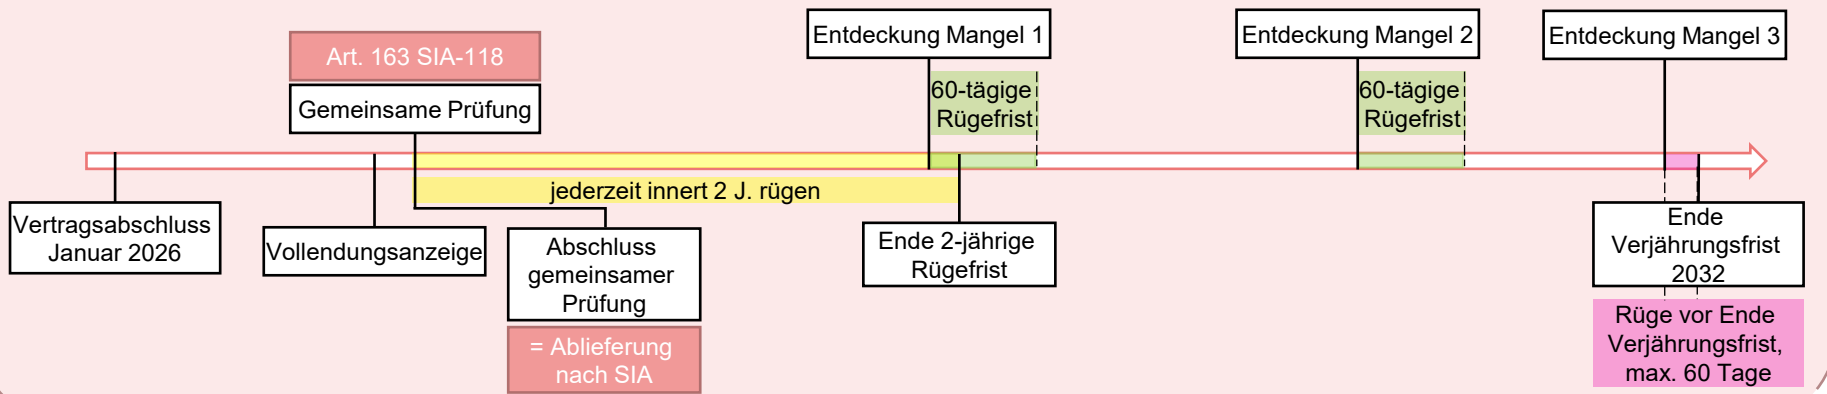 Art. 163 SIA-118
Gemeinsame Prüfung
Entdeckung Mangel 1
60-tägige
Rügefrist
Entdeckung Mangel 2
60-tägige
Rügefrist
Entdeckung Mangel 3
jederzeit innert 2 J. rügen
Vertragsabschluss
Januar 2026
Vollendungsanzeige
Abschluss
gemeinsamer
Prüfung
= Ablieferung
nach SIA
Ende 2-jährige
Rügefrist
Ende
Verjährungsfrist
2032
Rüge vor Ende
Verjährungsfrist,
max. 60 Tage